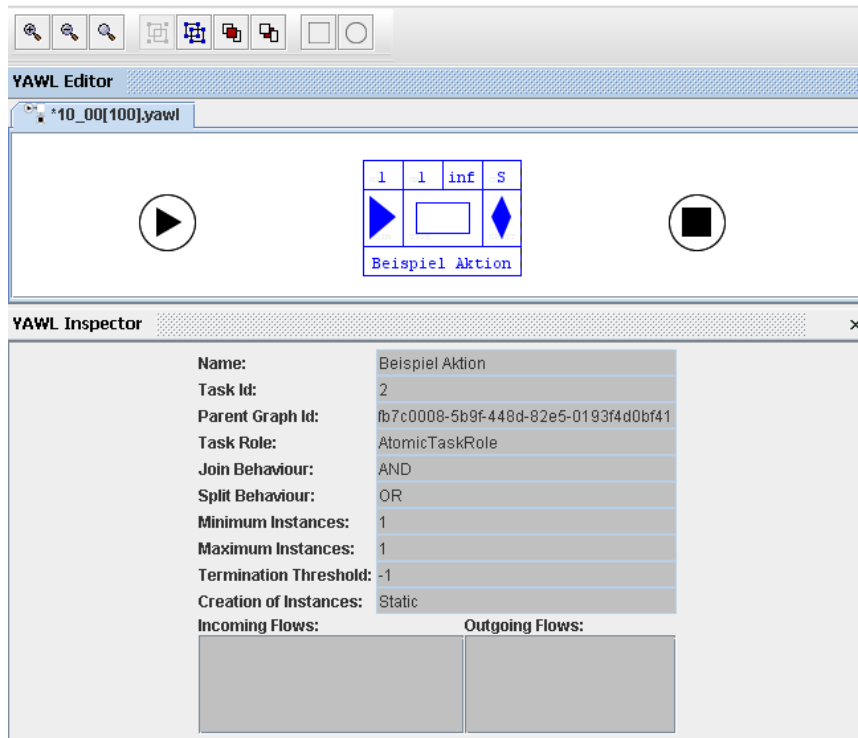 YAWL Editor
*10_00[100].yawl
1 1 inf S
Beispiel Aktion
YAWL Inspector
Name: Beispiel Aktion
Task Id: 2
Parent Graph Id: fb7c0008-5b9f-448d-82e5-0193f4d0bf41
Task Role: AtomicTaskRole
Join Behaviour: AND
Split Behaviour: OR
Minimum Instances: 1
Maximum Instances: 1
Termination Threshold: -1
Creation of Instances: Static
Incoming Flows: Outgoing Flows: